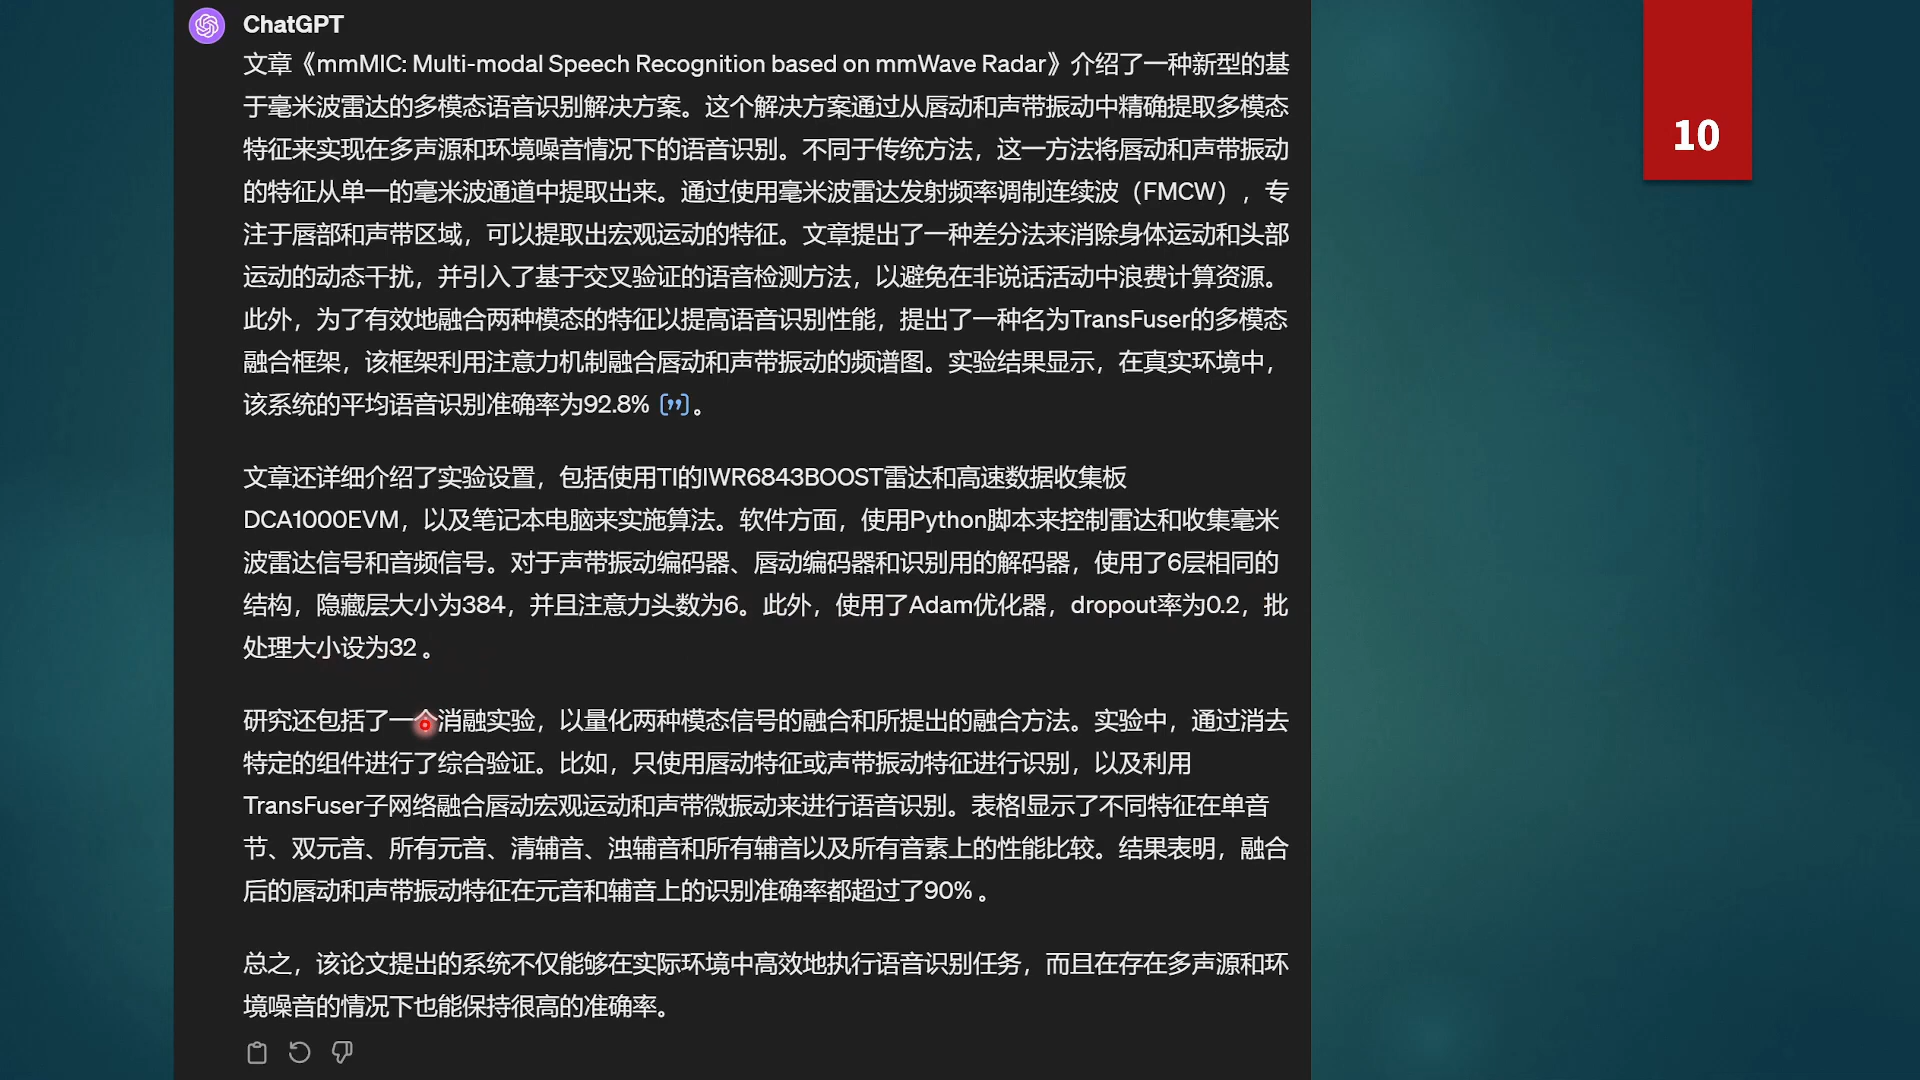 ChatGPT
文章《mmMIC: Multi-modal Speech Recognition based on mmWave Radar》介绍了一种新型的基
于毫米波雷达的多模态语音识别解决方案。这个解决方案通过从唇动和声带振动中精确提取多模态
特征来实现在多声源和环境噪音情况下的语音识别。不同于传统方法，这一方法将唇动和声带振动
的特征从单一的毫米波通道中提取出来。通过使用毫米波雷达发射频率调制连续波（FMCW），专
注于唇部和声带区域，可以提取出宏观运动的特征。文章提出了一种差分法来消除身体运动和头部
运动的动态干扰，并引入了基于交叉验证的语音检测方法，以避免在非说话活动中浪费计算资源。
此外，为了有效地融合两种模态的特征以提高语音识别性能，提出了一种名为TransFuser的多模态
融合框架，该框架利用注意力机制融合唇动和声带振动的频谱图。实验结果显示，在真实环境中，
该系统的平均语音识别准确率为92.8% 。
文章还详细介绍了实验设置，包括使用TI的IWR6843BOOST雷达和高速数据收集板
DCA1000EVM，以及笔记本电脑来实施算法。软件方面，使用Python脚本来控制雷达和收集毫米
波雷达信号和音频信号。对于声带振动编码器、唇动编码器和识别用的解码器，使用了6层相同的
结构，隐藏层大小为384，并且注意力头数为6。此外，使用了Adam优化器，dropout率为0.2，批
处理大小设为32 。
研究还包括了一个消融实验，以量化两种模态信号的融合和所提出的融合方法。实验中，通过消去
特定的组件进行了综合验证。比如，只使用唇动特征或声带振动特征进行识别，以及利用
TransFuser子网络融合唇动宏观运动和声带微振动来进行语音识别。表格I显示了不同特征在单音
节、双元音、所有元音、清辅音、浊辅音和所有辅音以及所有音素上的性能比较。结果表明，融合
后的唇动和声带振动特征在元音和辅音上的识别准确率都超过了90% 。
总之，该论文提出的系统不仅能够在实际环境中高效地执行语音识别任务，而且在存在多声源和环
境噪音的情况下也能保持很高的准确率。
10